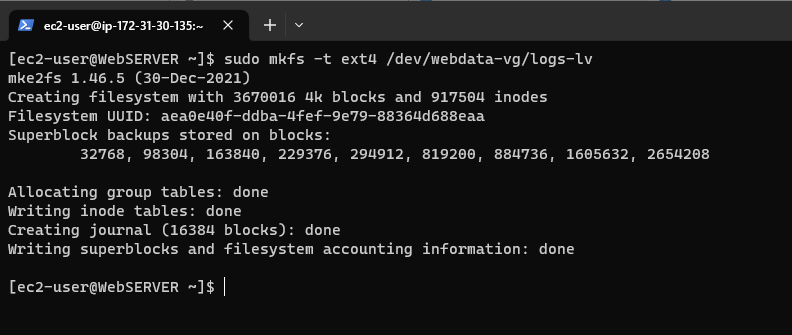 ec2-user@ip-172-31-30-135:~
[ec2-user@WebSERVER ~]$ sudo mkfs -t ext4 /dev/webdata-vg/logs-lv
mke2fs 1.46.5 (30-Dec-2021)
Creating filesystem with 3670016 4k blocks and 917504 inodes
Filesystem UUID: aea0e40f-ddba-4fef-9e79-88364d688eaa
Superblock backups stored on blocks:
        32768, 98304, 163840, 229376, 294912, 819200, 884736, 1605632, 2654208
Allocating group tables: done
Writing inode tables: done
Creating journal (16384 blocks): done
Writing superblocks and filesystem accounting information: done
[ec2-user@WebSERVER ~]$